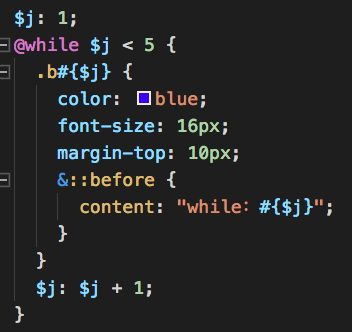 $j: 1;
@while $j < 5 {
  .b#{$j} {
    color: blue;
    font-size: 16px;
    margin-top: 10px;
    &::before {
      content: "while：#{$j}";
    }
  }
  $j: $j + 1;
}